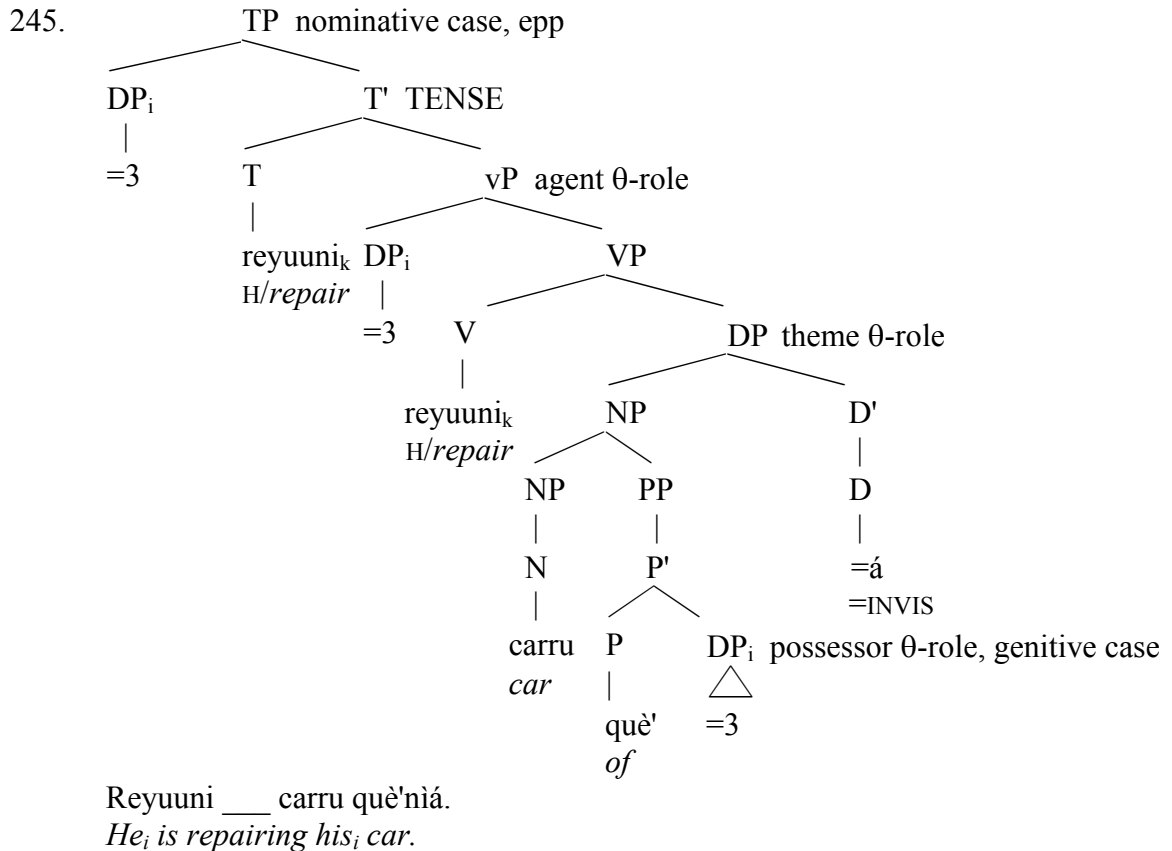 245. TP nominative case, epp
DPᵢ T' TENSE
=3 T vP agent θ-role
reyuuniₖ DPᵢ VP
H/repair
=3 V DP theme θ-role
reyuuniₖ NP D'
H/repair
NP PP D
N P' =á
=INVIS
carru P DPᵢ possessor θ-role, genitive case
car
què' =3
of
Reyuuni ___ carru què'nìá.
Heᵢ is repairing hisᵢ car.